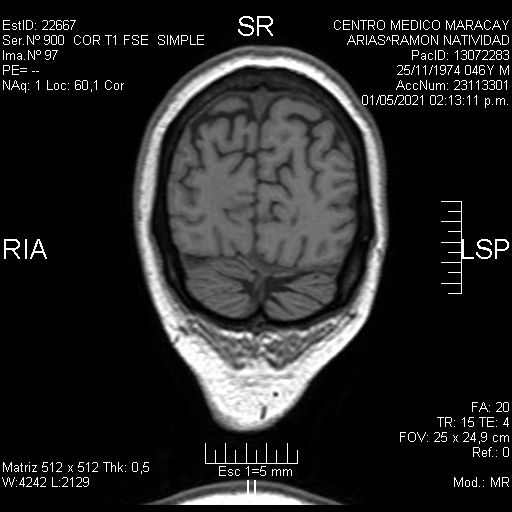 EstID: 22667
Ser.Nº 900 COR T1 FSE SIMPLE
Ima.Nº 97
PE= --
NAq: 1 Loc: 60,1 Cor
SR
CENTRO MEDICO MARACAY
ARIAS^RAMON NATIVIDAD
PacID: 13072283
25/11/1974 046Y M
AccNum: 23113301
01/05/2021 02:13:11 p.m.
RIA
LSP
Matriz 512 x 512 Thk: 0,5
W:4242 L:2129
Esc 1=5 mm
FA: 20
TR: 15 TE: 4
FOV: 25 x 24,9 cm
Ref.: 0
Mod.: MR